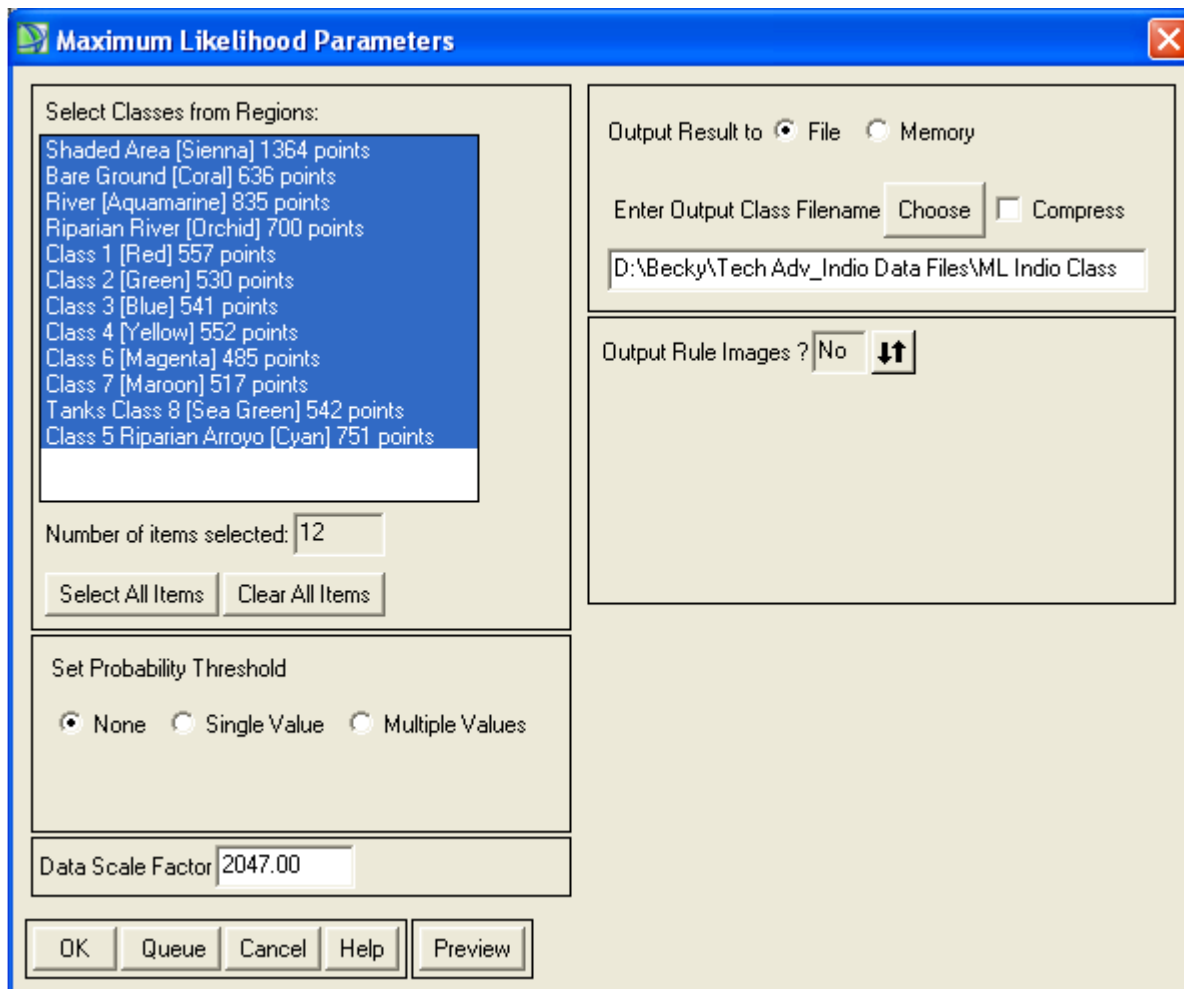 Maximum Likelihood Parameters
Select Classes from Regions:
Shaded Area [Sienna] 1364 points
Bare Ground [Coral] 636 points
River [Aquamarine] 835 points
Riparian River [Orchid] 700 points
Class 1 [Red] 557 points
Class 2 [Green] 530 points
Class 3 [Blue] 541 points
Class 4 [Yellow] 552 points
Class 6 [Magenta] 485 points
Class 7 [Maroon] 517 points
Tanks Class 8 [Sea Green] 542 points
Class 5 Riparian Arroyo [Cyan] 751 points
Number of items selected: 12
Select All Items Clear All Items
Set Probability Threshold
None Single Value Multiple Values
Data Scale Factor 2047.00
OK Queue Cancel Help Preview
Output Result to File Memory
Enter Output Class Filename Choose Compress
D:\Becky\Tech Adv_Indio Data Files\ML Indio Class
Output Rule Images ? No